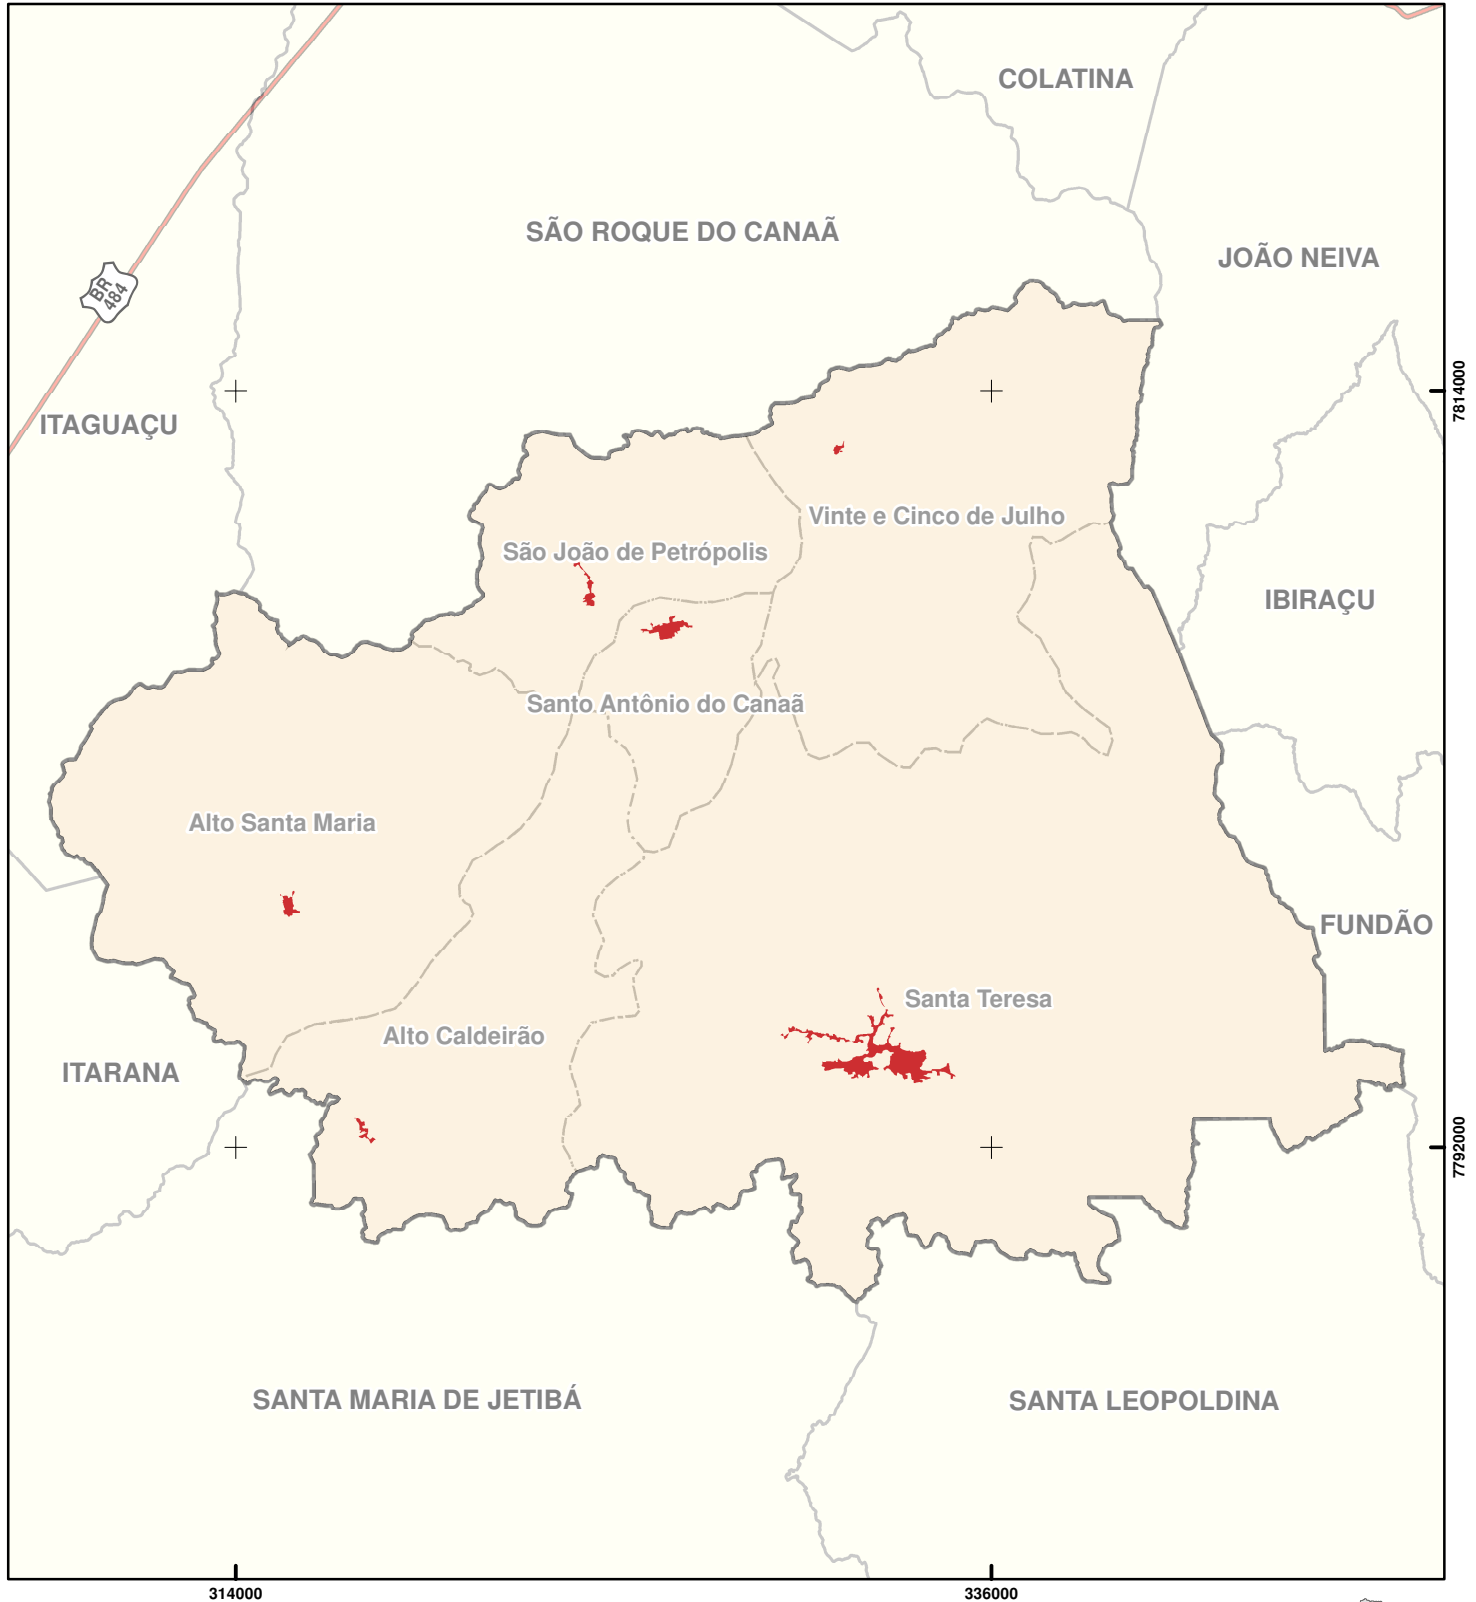 COLATINA
SÃO ROQUE DO CANAÃ
JOÃO NEIVA
BR
484
7814000
ITAGUAÇU
Vinte e Cinco de Julho
São João de Petrópolis
IBIRAÇU
Santo Antônio do Canaã
Alto Santa Maria
FUNDÃO
Santa Teresa
Alto Caldeirão
ITARANA
7792000
SANTA MARIA DE JETIBÁ
SANTA LEOPOLDINA
314000
336000